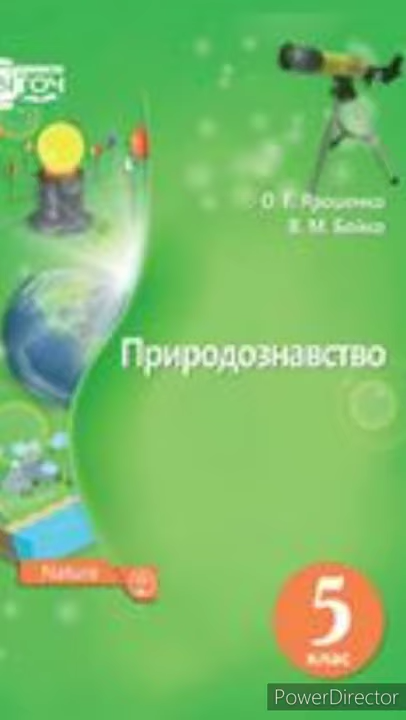 О. Г. Ярошенко
В. М. Бойко
Природознавство
Nature
5
клас
PowerDirector